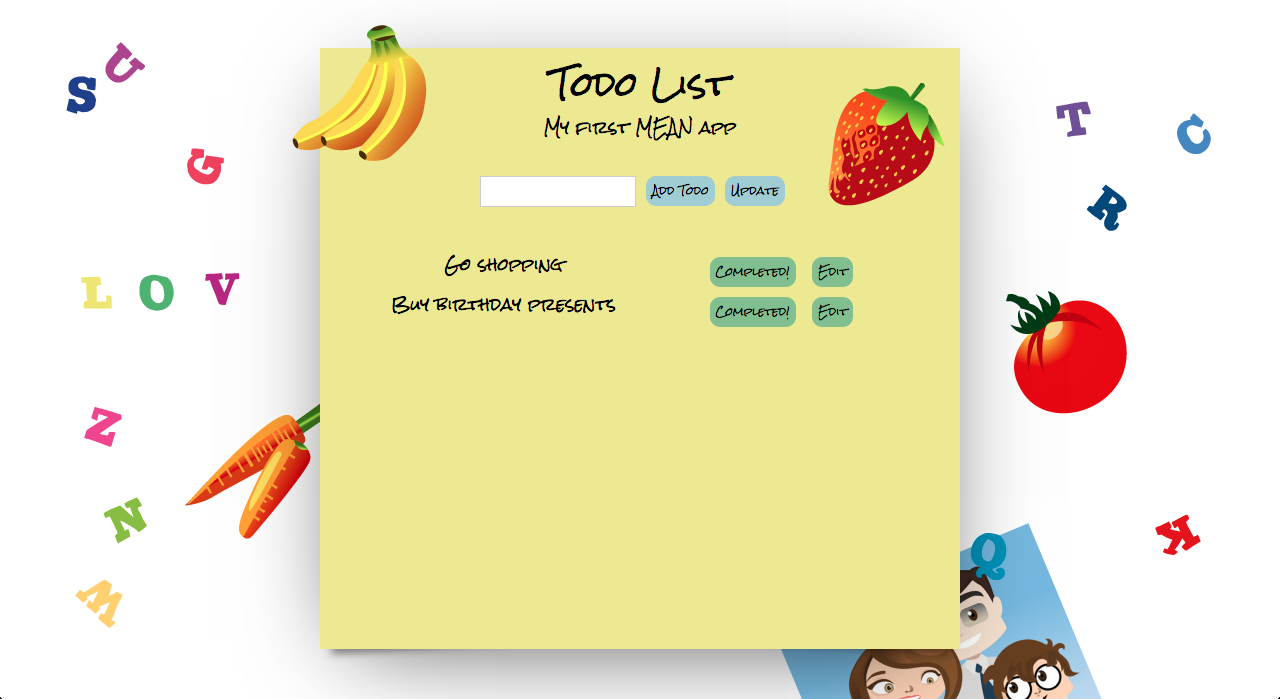 Todo List
My first MEAN app
Add Todo Update
Go shopping Completed! Edit
Buy birthday presents Completed! Edit
S
U
G
L O V
Z
N
W
T
C
R
K
Q